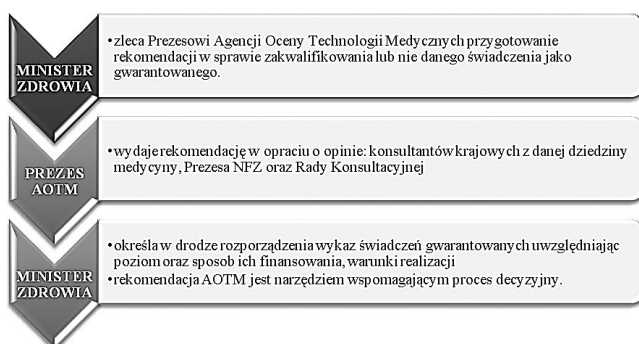 MINISTER
ZDROWIA
•zleca Prezesowi Agencji Oceny Technologii Medycznych przygotowanie
rekomendacji w sprawie zakwalifikowania lub nie danego świadczenia jako
gwarantowanego.
PREZES
AOTM
•wydaje rekomendację w opraciu o opinie: konsultantów krajowych z danej dziedziny
medycyny, Prezesa NFZ oraz Rady Konsultacyjnej
MINISTER
ZDROWIA
•określa w drodze rozporządzenia wykaz świadczeń gwarantowanych uwzględniając
poziom oraz sposob ich finansowania, warunki realizacji
•rekomendacja AOTM jest narzędziem wspomagającym proces decyzyjny.